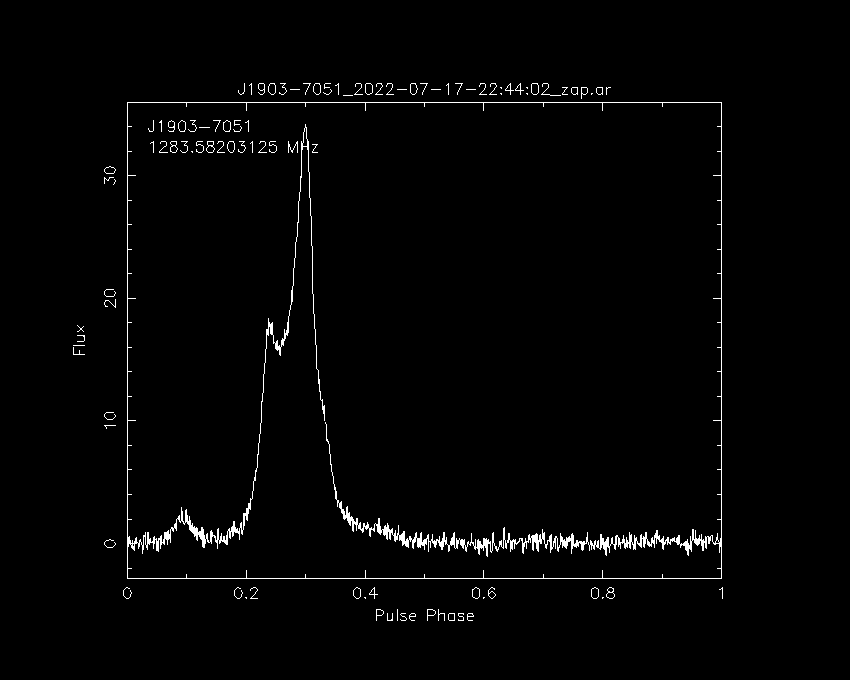 J1903-7051_2022-07-17-22:44:02_zap.ar
J1903-7051
1283.58203125 MHz
30
20
10
0
Flux
0 0.2 0.4 0.6 0.8 1
Pulse Phase